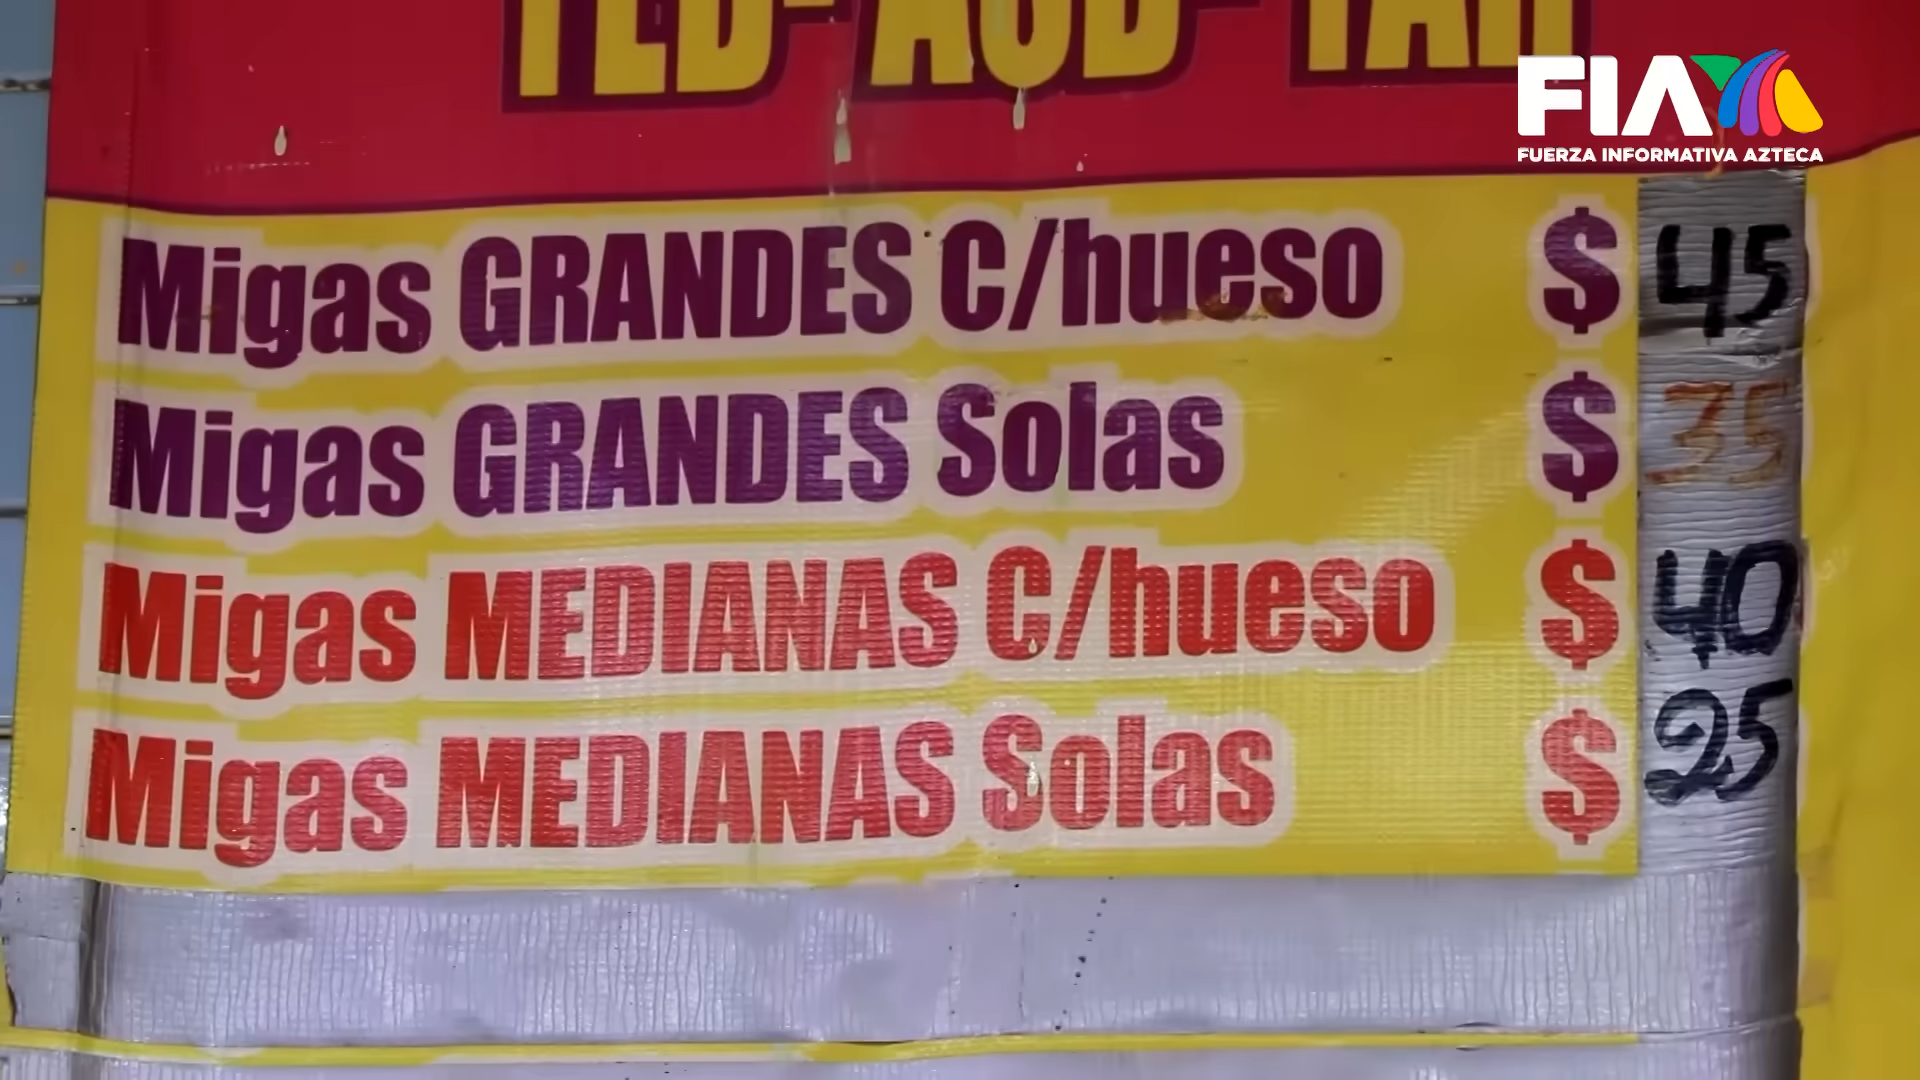 FIA
FUERZA INFORMATIVA AZTECA
Migas GRANDES C/hueso $ 45
Migas GRANDES Solas $ 35
Migas MEDIANAS C/hueso $ 40
Migas MEDIANAS Solas $ 25